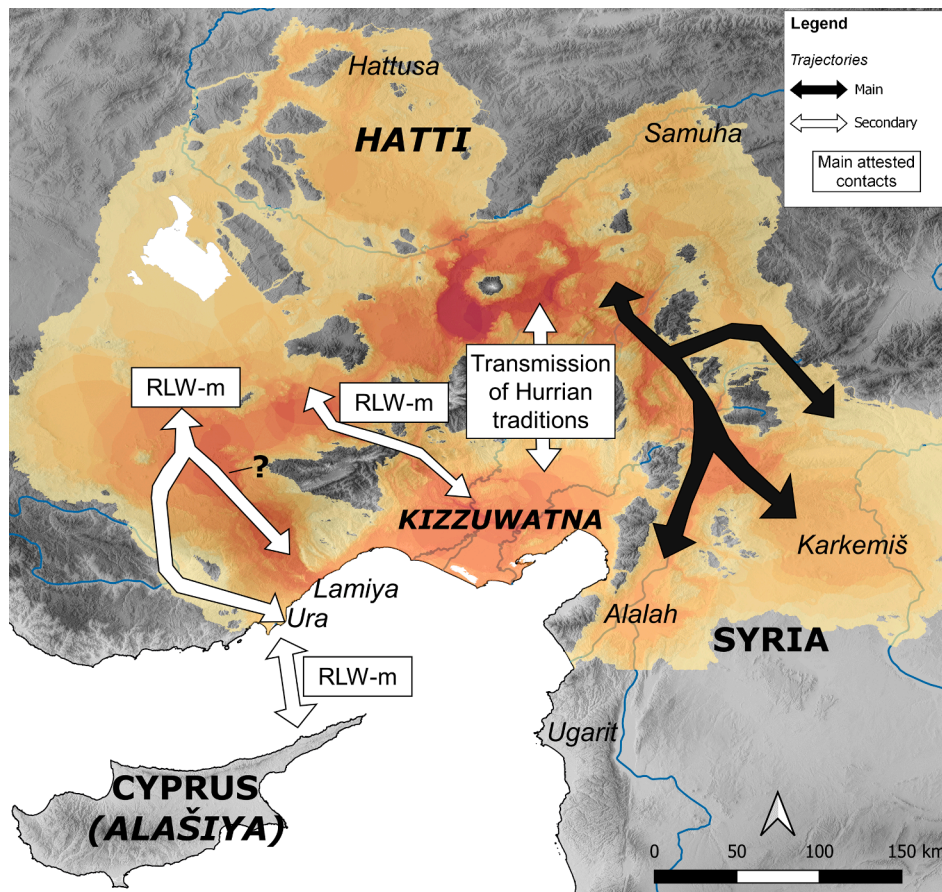 Legend
Trajectories
Main
Secondary
Main attested
contacts
Hattusa
HATTI
Samuha
Transmission
of Hurrian
traditions
RLW-m
RLW-m
?
KIZZUWATNA
Karkemiš
Lamiya
Ura
Alalah
SYRIA
RLW-m
Ugarit
CYPRUS
(ALAŠIYA)
0 50 100 150 km